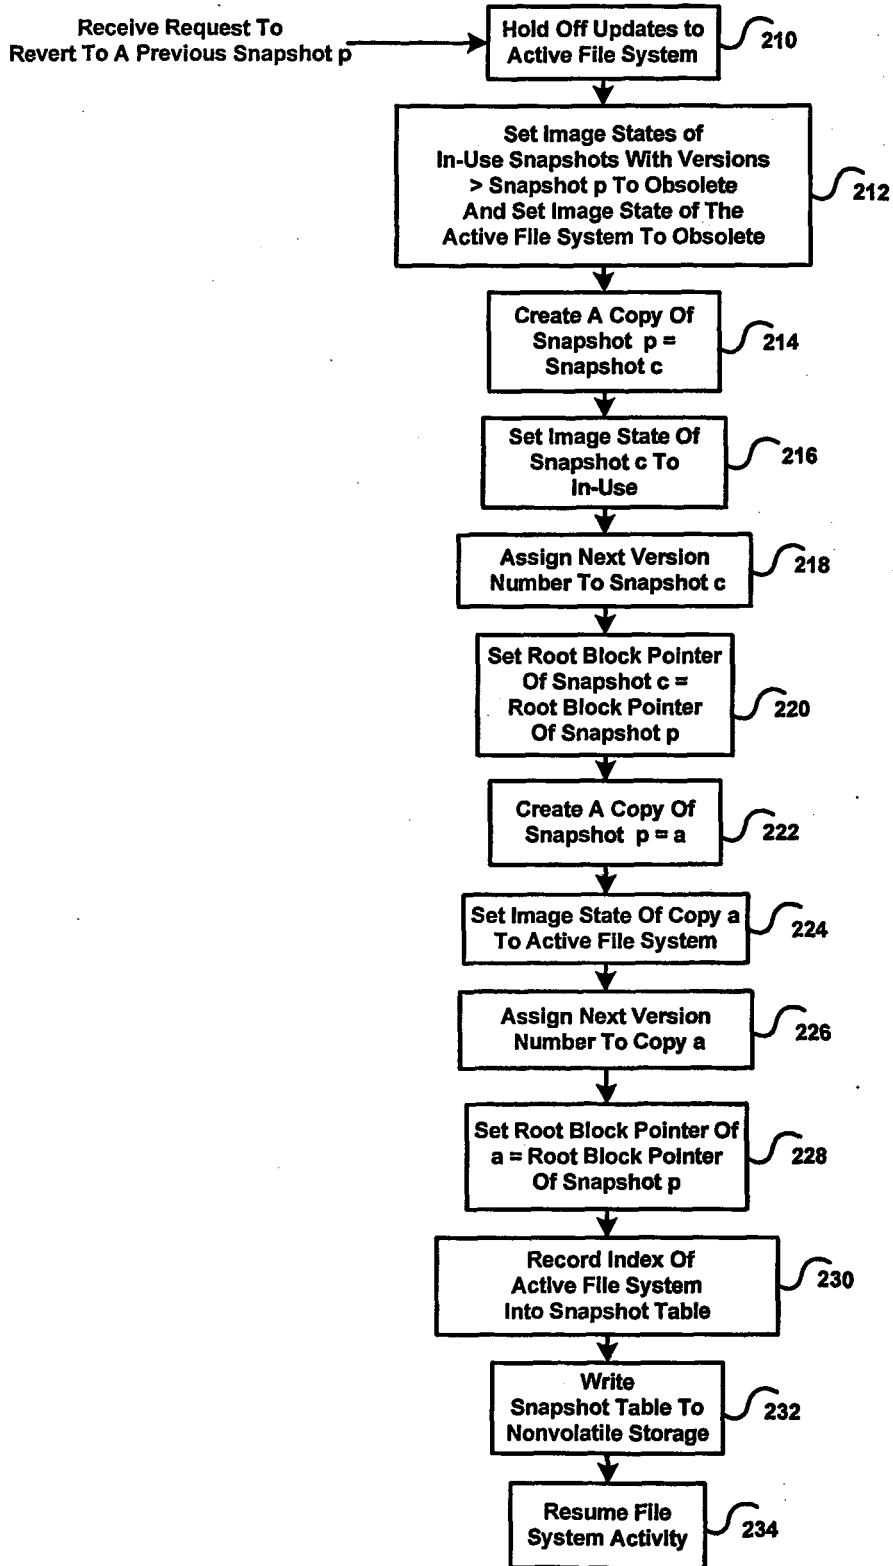 Receive Request To
Revert To A Previous Snapshot p
Hold Off Updates to
Active File System
210
Set Image States of
In-Use Snapshots With Versions
> Snapshot p To Obsolete
And Set Image State of The
Active File System To Obsolete
212
Create A Copy Of
Snapshot p =
Snapshot c
214
Set Image State Of
Snapshot c To
In-Use
216
Assign Next Version
Number To Snapshot c
218
Set Root Block Pointer
Of Snapshot c =
Root Block Pointer
Of Snapshot p
220
Create A Copy Of
Snapshot p = a
222
Set Image State Of Copy a
To Active File System
224
Assign Next Version
Number To Copy a
226
Set Root Block Pointer Of
a = Root Block Pointer
Of Snapshot p
228
Record Index Of
Active File System
Into Snapshot Table
230
Write
Snapshot Table To
Nonvolatile Storage
232
Resume File
System Activity
234